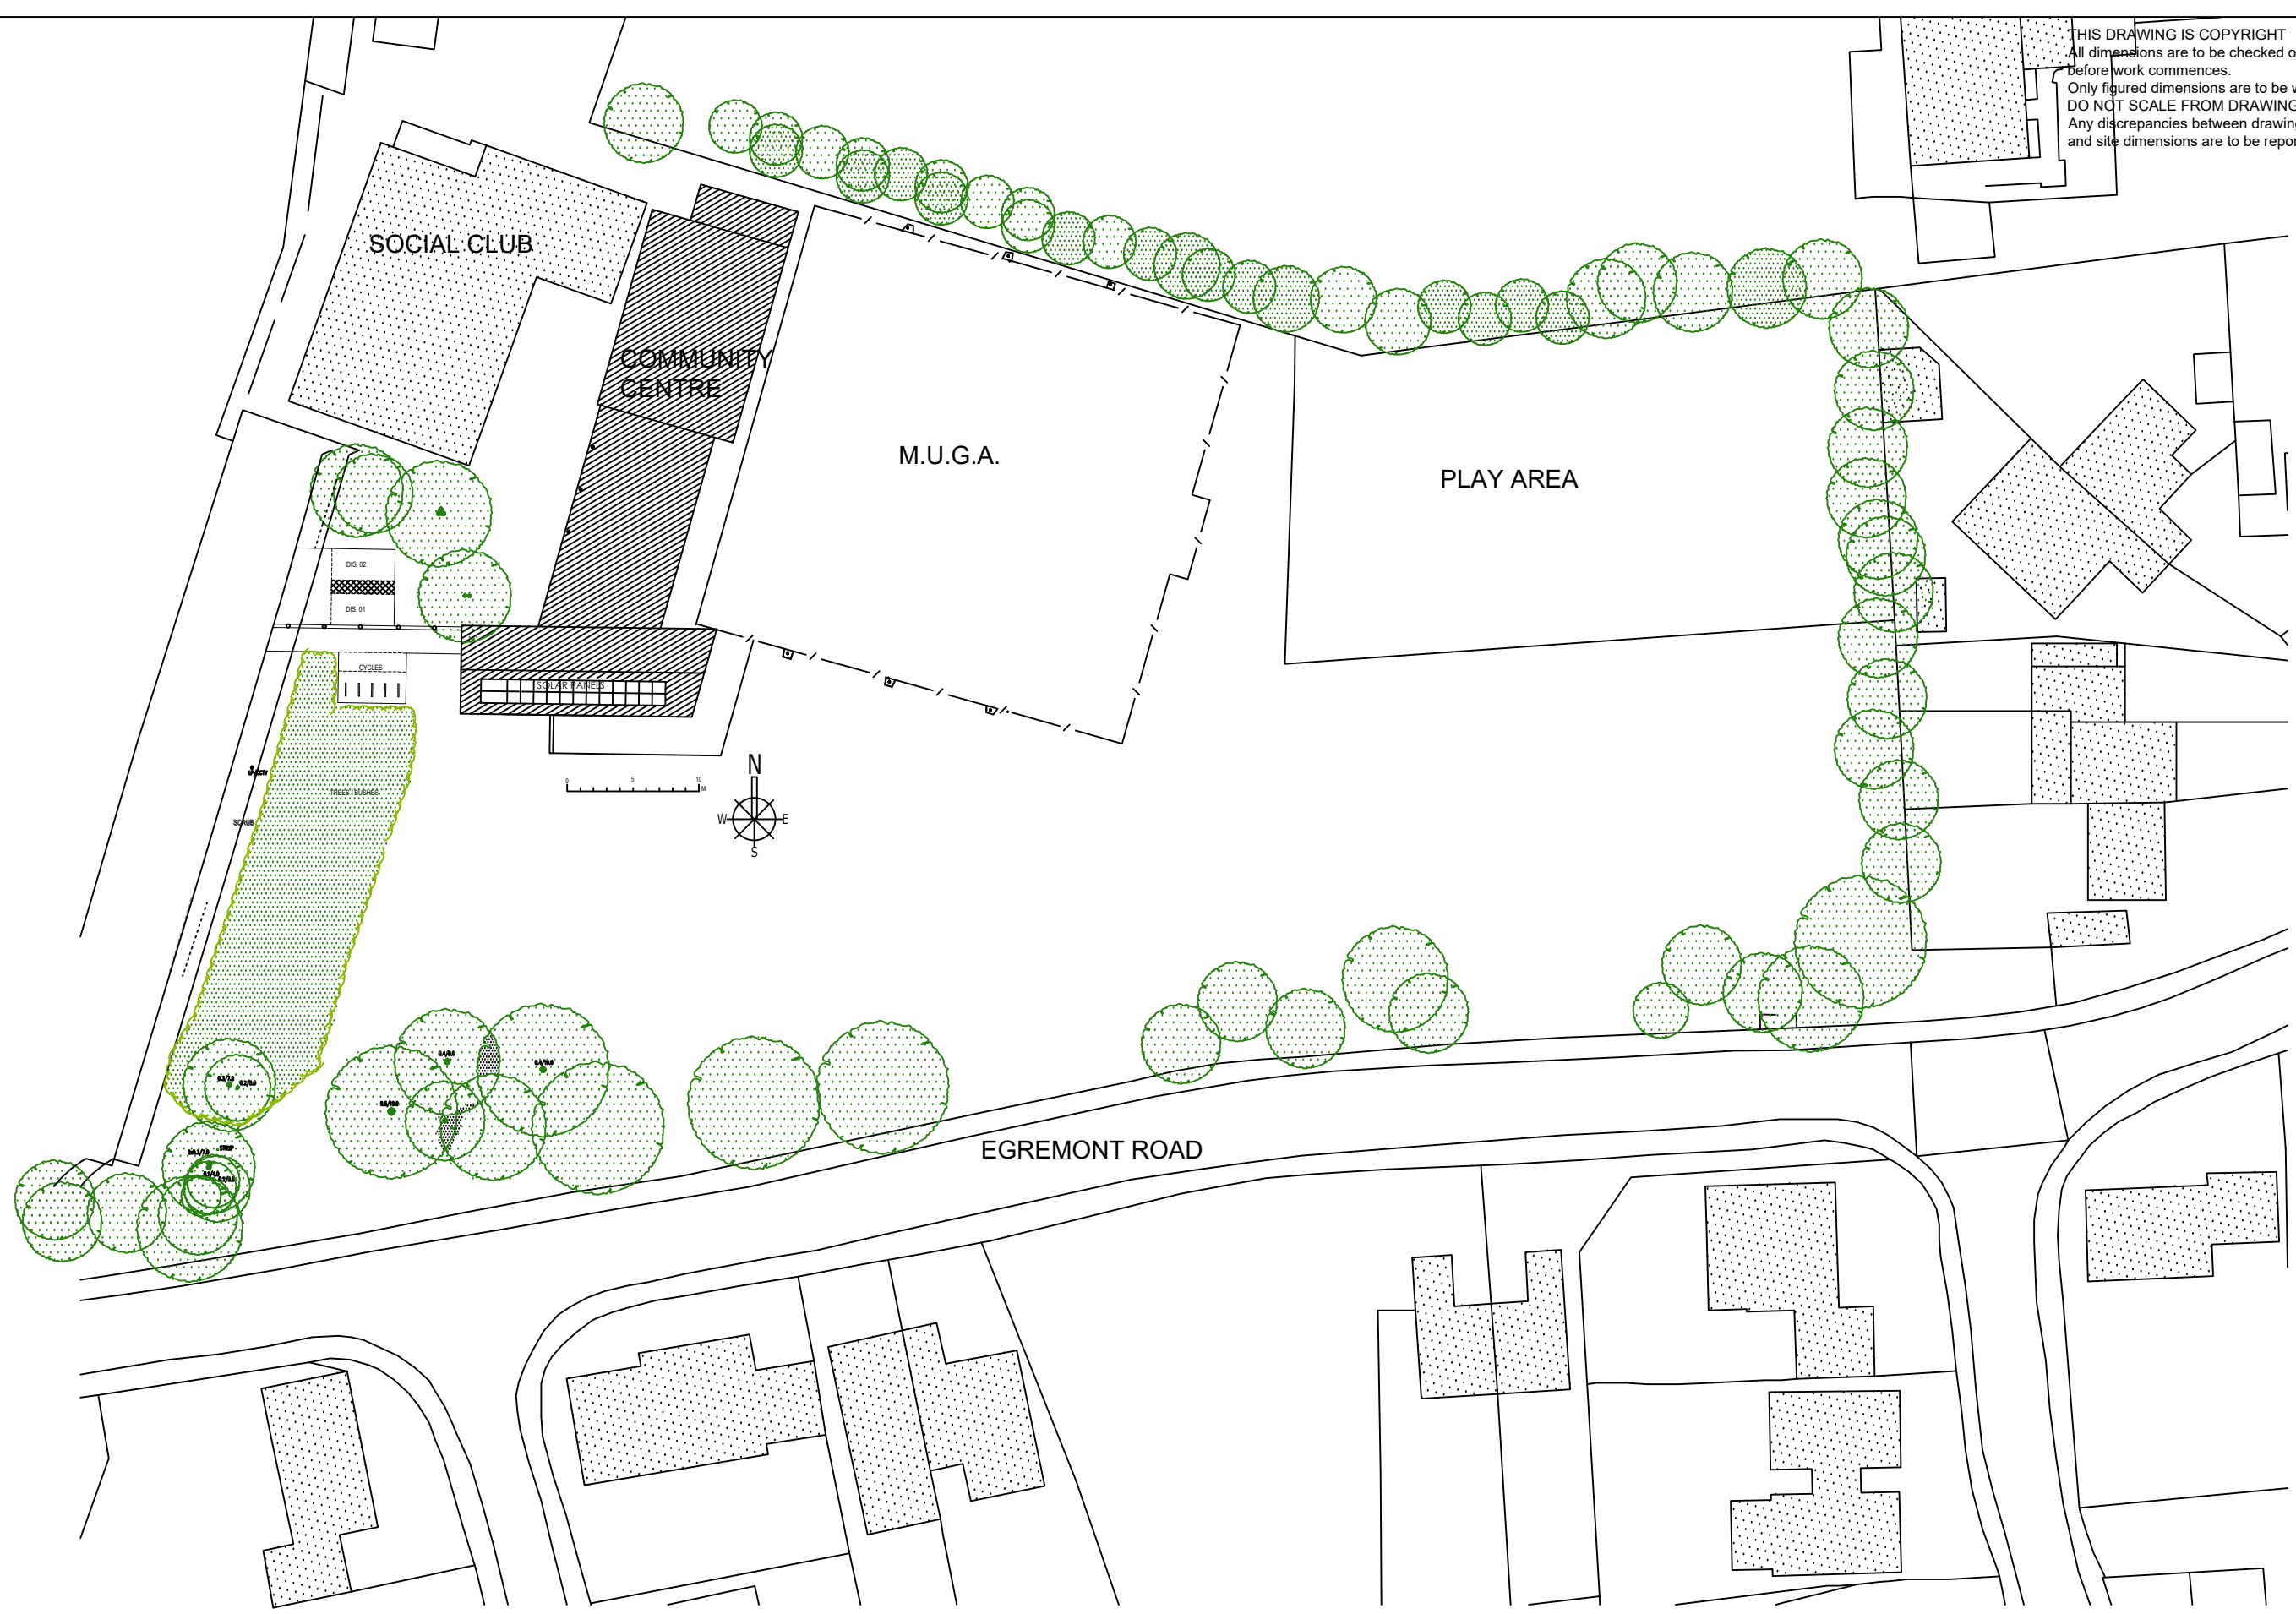 THIS DRAWING IS COPYRIGHT
All dimensions are to be checked o
before work commences.
Only figured dimensions are to be w
DO NOT SCALE FROM DRAWING
Any discrepancies between drawing
and site dimensions are to be repor
SOCIAL CLUB
COMMUNITY
CENTRE
M.U.G.A.
PLAY AREA
DIS. 02
DIS. 01
CYCLES
SOLAR PANELS
TREES / BUSHES
SCRUB
0 5 10
M
N
W E
S
EGREMONT ROAD